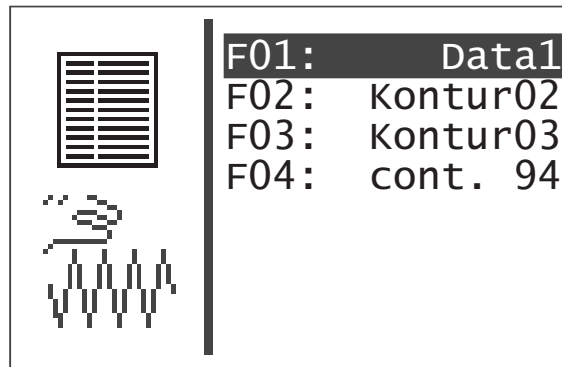 F01: Data1
F02: Kontur02
F03: Kontur03
F04: cont. 94